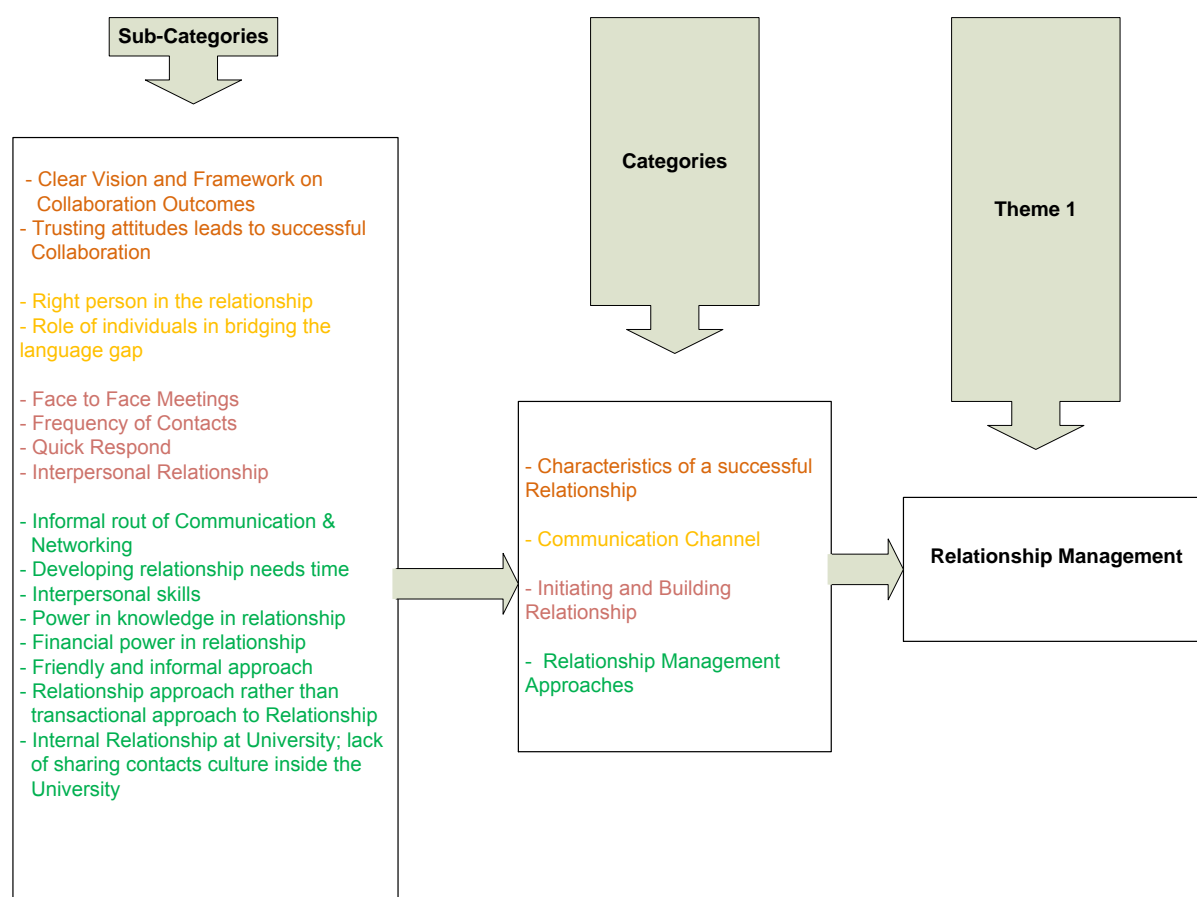 Sub-Categories
- Clear Vision and Framework on
Collaboration Outcomes
- Trusting attitudes leads to successful
Collaboration
- Right person in the relationship
- Role of individuals in bridging the
language gap
- Face to Face Meetings
- Frequency of Contacts
- Quick Respond
- Interpersonal Relationship
- Informal rout of Communication &
Networking
- Developing relationship needs time
- Interpersonal skills
- Power in knowledge in relationship
- Financial power in relationship
- Friendly and informal approach
- Relationship approach rather than
transactional approach to Relationship
- Internal Relationship at University; lack
of sharing contacts culture inside the
University
Categories
- Characteristics of a successful
Relationship
- Communication Channel
- Initiating and Building
Relationship
- Relationship Management
Approaches
Theme 1
Relationship Management